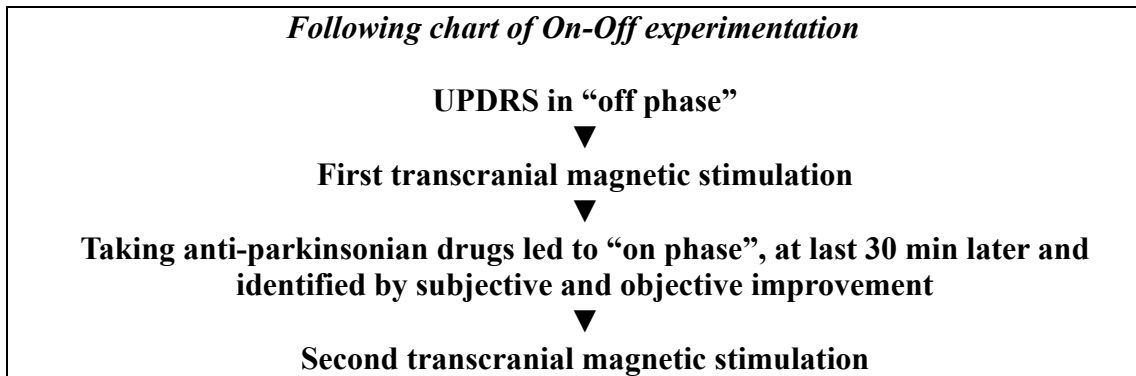 Following chart of On-Off experimentation
UPDRS in “off phase”
▼
First transcranial magnetic stimulation
▼
Taking anti-parkinsonian drugs led to “on phase”, at last 30 min later and
identified by subjective and objective improvement
▼
Second transcranial magnetic stimulation